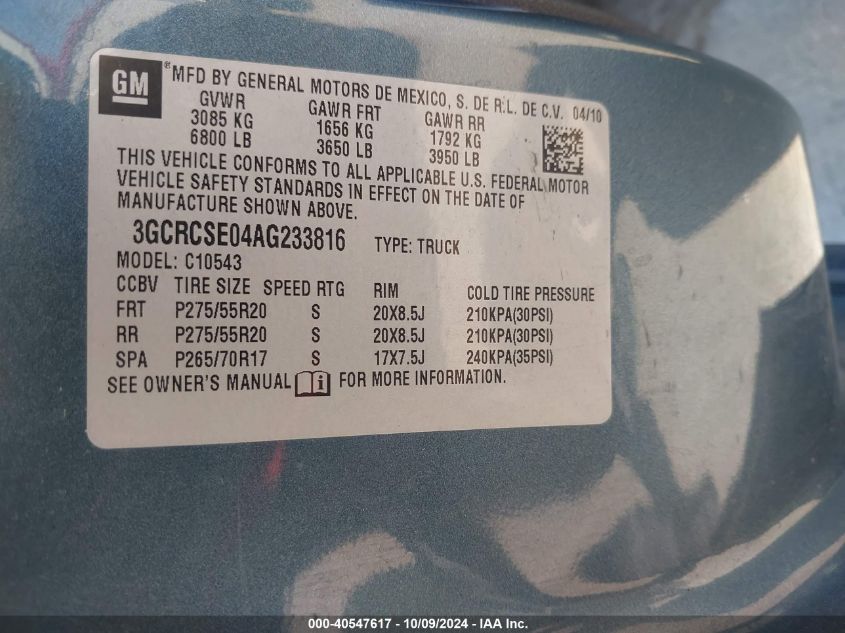 GM
® MFD BY GENERAL MOTORS DE MEXICO, S. DE R.L. DE C.V. 04/10
GVWR GAWR FRT GAWR RR
3085 KG 1656 KG 1792 KG
6800 LB 3650 LB 3950 LB
THIS VEHICLE CONFORMS TO ALL APPLICABLE U.S. FEDERAL MOTOR
VEHICLE SAFETY STANDARDS IN EFFECT ON THE DATE OF
MANUFACTURE SHOWN ABOVE.
3GCRCSE04AG233816 TYPE: TRUCK
MODEL: C10543
CCBV TIRE SIZE SPEED RTG RIM COLD TIRE PRESSURE
FRT P275/55R20 S 20X8.5J 210KPA(30PSI)
RR P275/55R20 S 20X8.5J 210KPA(30PSI)
SPA P265/70R17 S 17X7.5J 240KPA(35PSI)
SEE OWNER'S MANUAL i FOR MORE INFORMATION.
000-40547617 - 10/09/2024 - IAA Inc.